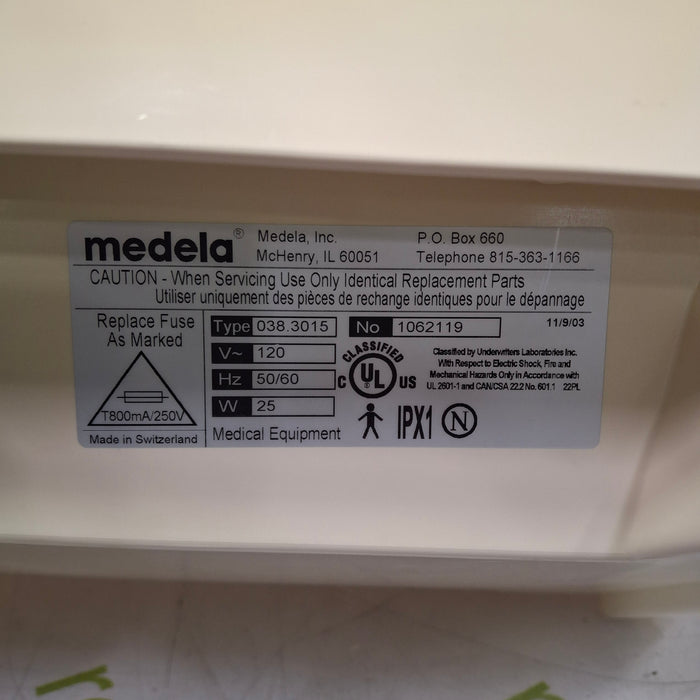 medela®
Medela, Inc. P.O. Box 660
McHenry, IL 60051 Telephone 815-363-1166
CAUTION - When Servicing Use Only Identical Replacement Parts
Utiliser uniquement des pièces de rechange identiques pour le dépannage
Replace Fuse
As Marked
T800mA/250V
Made in Switzerland
Type 038.3015 No 1062119 11/9/03
V~ 120
Hz 50/60
W 25
Medical Equipment
CLASSIFIED
C UL US
Classified by Underwriters Laboratories Inc.
With Respect to Electric Shock, Fire and
Mechanical Hazards Only in Accordance with
UL 2601-1 and CAN/CSA 22.2 No. 601.1 22PL
IPX1 N